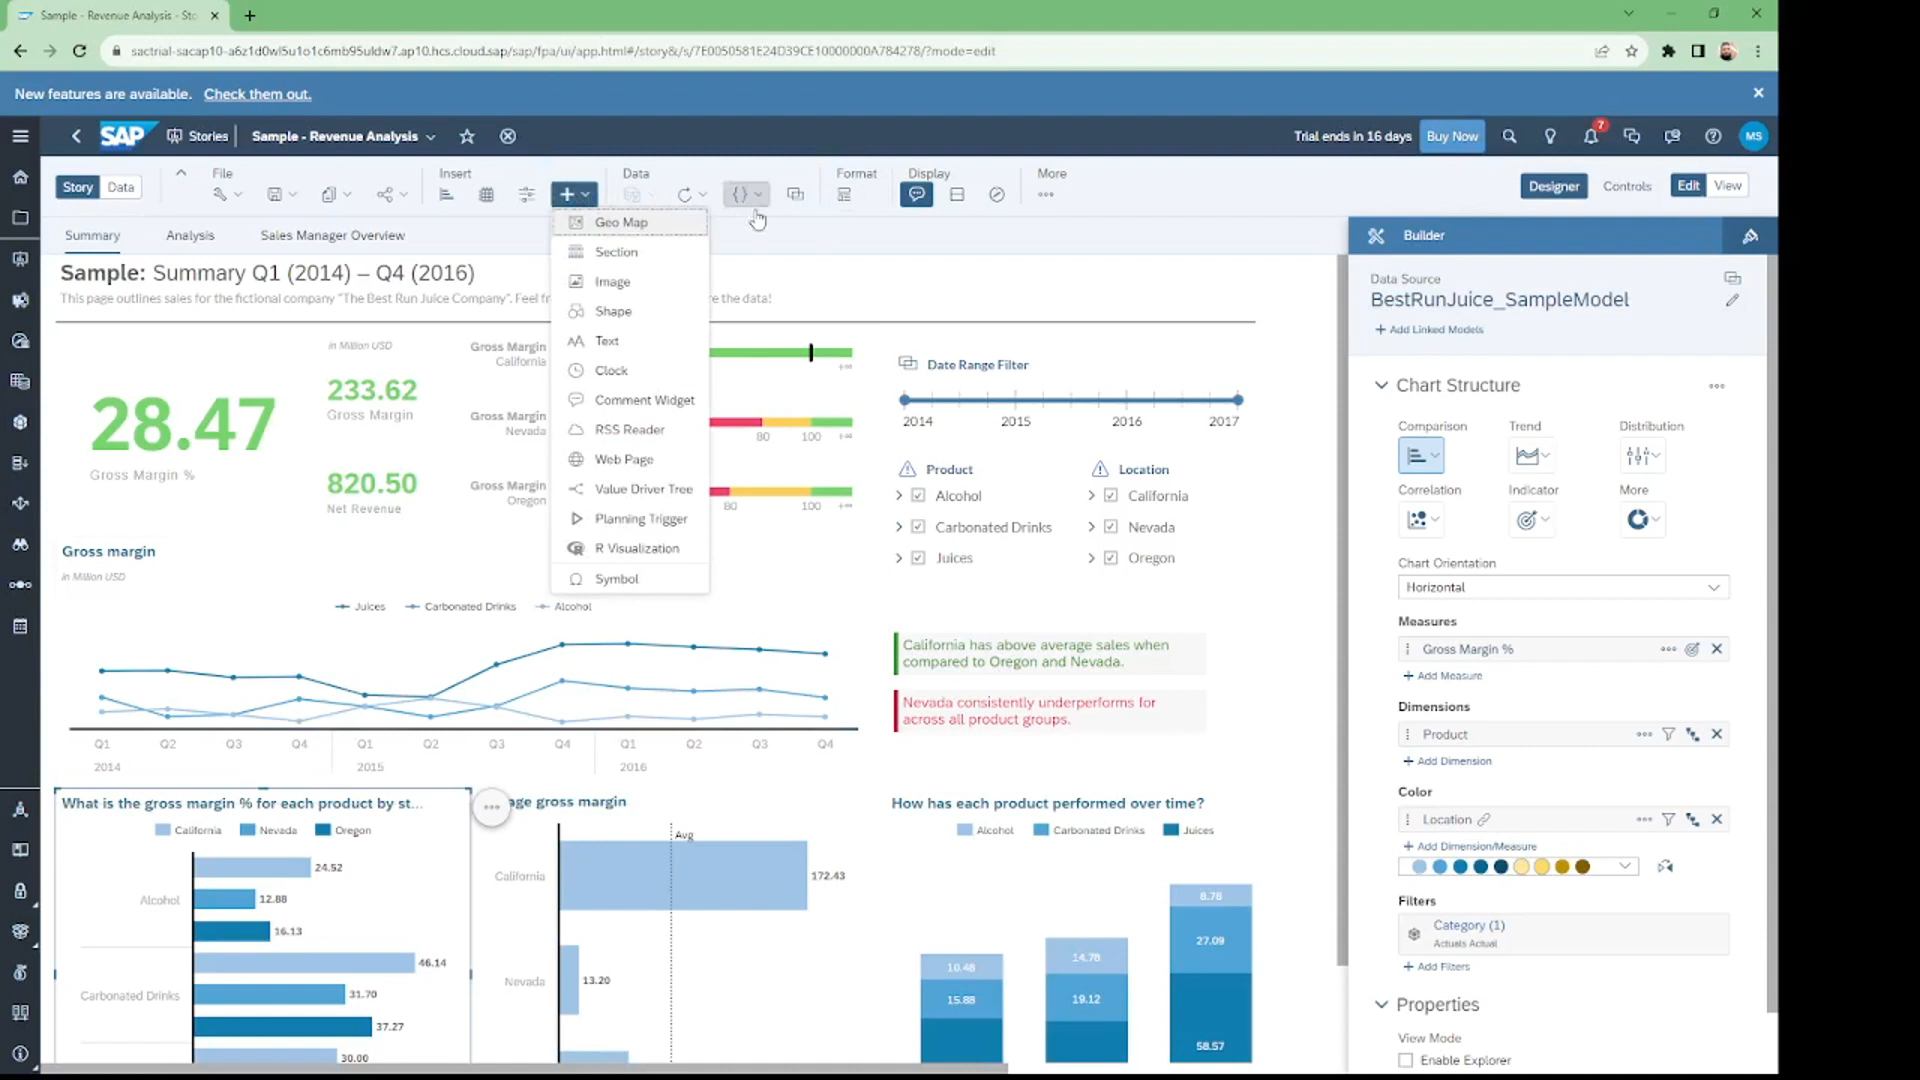 Sample - Revenue Analysis - Sto
sactrial-sacap10-a6z1d0wl5u1o1c6mb95uldw7.ap10.hcs.cloud.sap/sap/fpa/ui/app.html#/story&/s/7E0050581E24D39CE10000000A784278/?mode=edit
New features are available. Check them out.
SAP Stories Sample - Revenue Analysis
Trial ends in 16 days Buy Now 7 MS
Story Data
File Insert Data Format Display More
Designer Controls Edit View
Summary Analysis Sales Manager Overview
Geo Map
Section
Image
Shape
Text
Clock
Comment Widget
RSS Reader
Web Page
Value Driver Tree
Planning Trigger
R Visualization
Symbol
Sample: Summary Q1 (2014) – Q4 (2016)
This page outlines sales for the fictional company "The Best Run Juice Company". Feel fr
re the data!
28.47
Gross Margin %
in Million USD
233.62
Gross Margin
820.50
Net Revenue
Gross Margin
California
+∞
Gross Margin
Nevada
80 100 +∞
Gross Margin
Oregon
80 100 +∞
Date Range Filter
2014 2015 2016 2017
Product
Alcohol
Carbonated Drinks
Juices
Location
California
Nevada
Oregon
Gross margin
in Million USD
Juices Carbonated Drinks Alcohol
Q1 Q2 Q3 Q4 Q1 Q2 Q3 Q4 Q1 Q2 Q3 Q4
2014 2015 2016
California has above average sales when
compared to Oregon and Nevada.
Nevada consistently underperforms for
across all product groups.
What is the gross margin % for each product by st...
California Nevada Oregon
Alcohol
24.52
12.88
16.13
Carbonated Drinks
46.14
31.70
37.27
30.00
age gross margin
Avg
California
172.43
Nevada
13.20
How has each product performed over time?
Alcohol Carbonated Drinks Juices
10.48
15.88
14.78
19.12
8.78
27.09
58.57
Builder
Data Source
BestRunJuice_SampleModel
+ Add Linked Models
Chart Structure
Comparison Trend Distribution
Correlation Indicator More
Chart Orientation
Horizontal
Measures
Gross Margin %
+ Add Measure
Dimensions
Product
+ Add Dimension
Color
Location
+ Add Dimension/Measure
Filters
Category (1)
Actuals Actual
+ Add Filters
Properties
View Mode
Enable Explorer